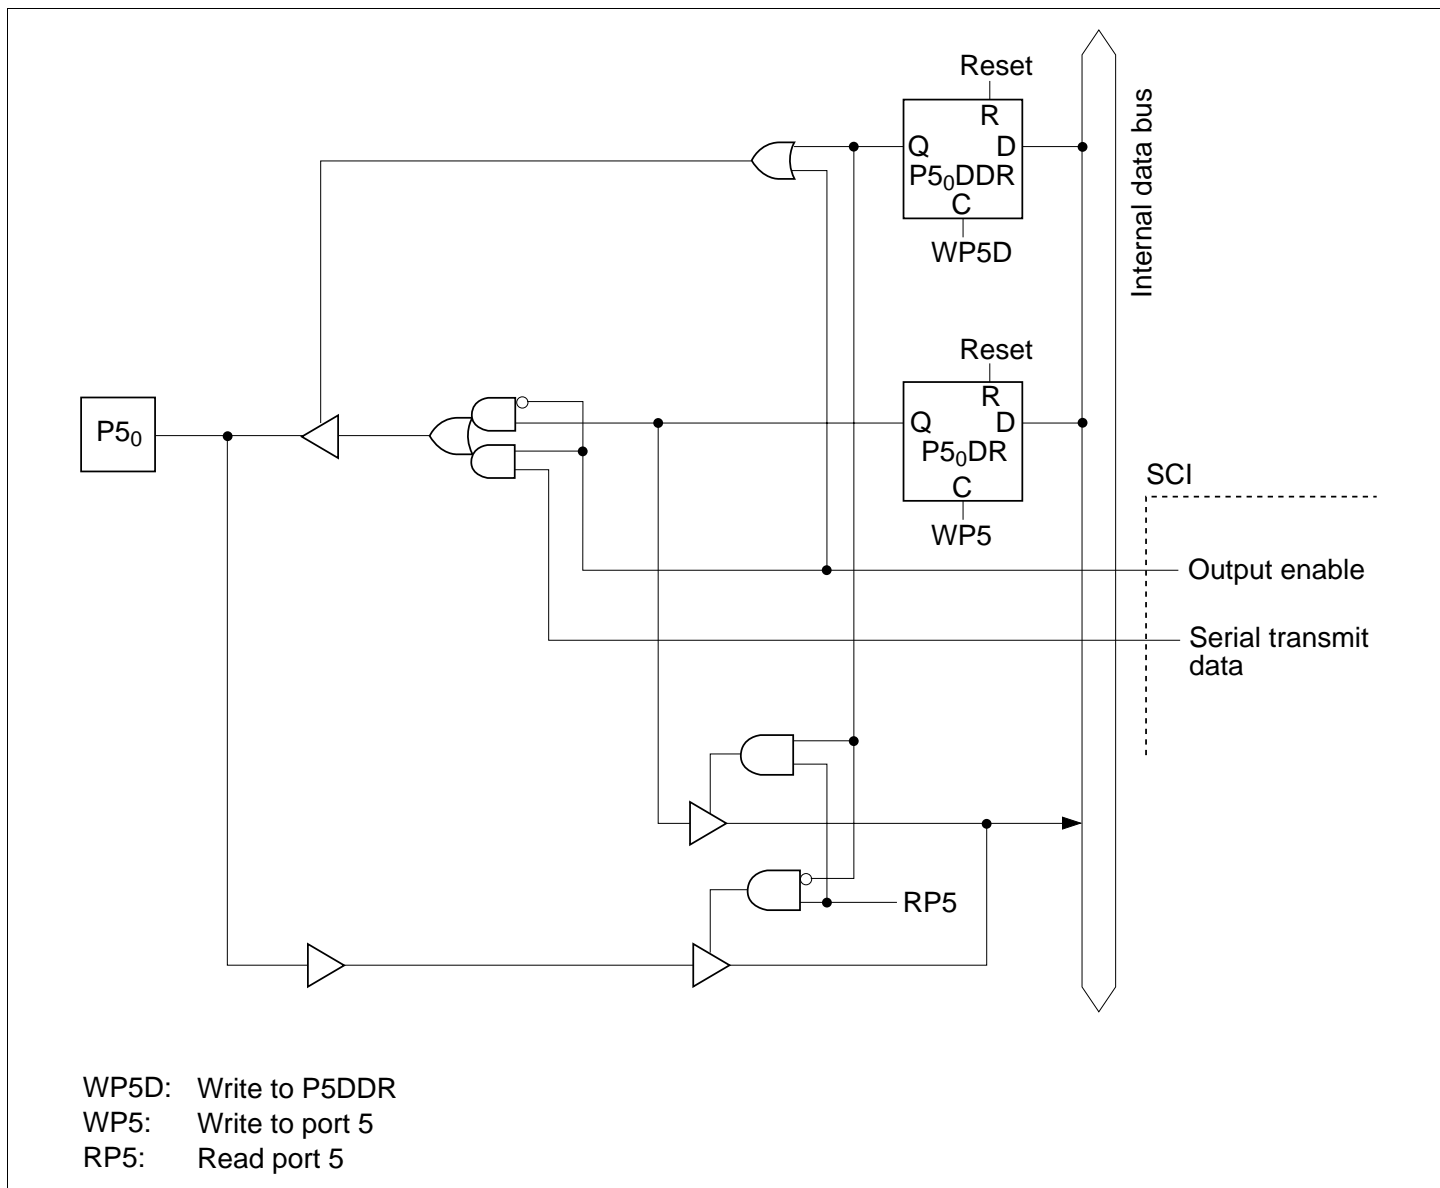 Reset
R
Q D
P5₀DDR
C
WP5D
Internal data bus
Reset
R
Q D
P5₀DR
C
WP5
P5₀
SCI
Output enable
Serial transmit
data
RP5
WP5D: Write to P5DDR
WP5: Write to port 5
RP5: Read port 5